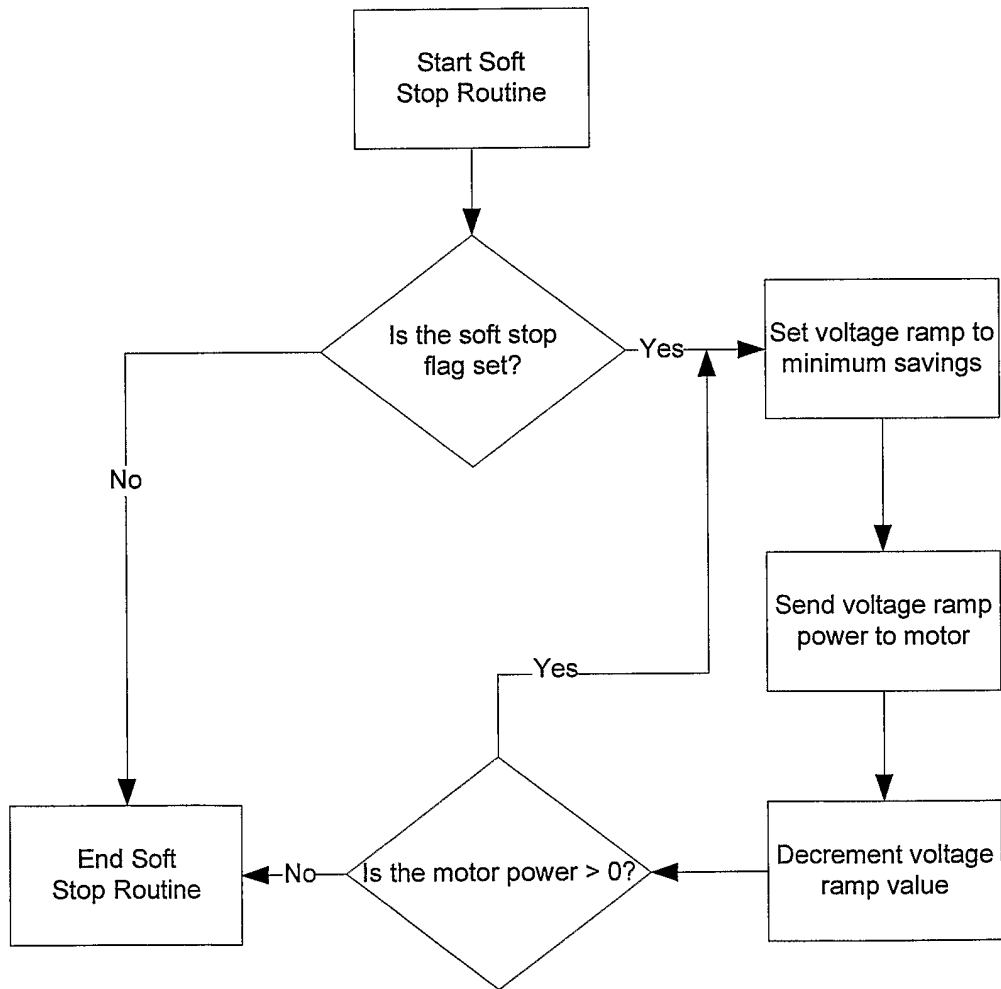 Start Soft
Stop Routine
Is the soft stop
flag set?
Yes
Set voltage ramp to
minimum savings
No
Send voltage ramp
power to motor
Yes
Decrement voltage
ramp value
Is the motor power > 0?
No
End Soft
Stop Routine